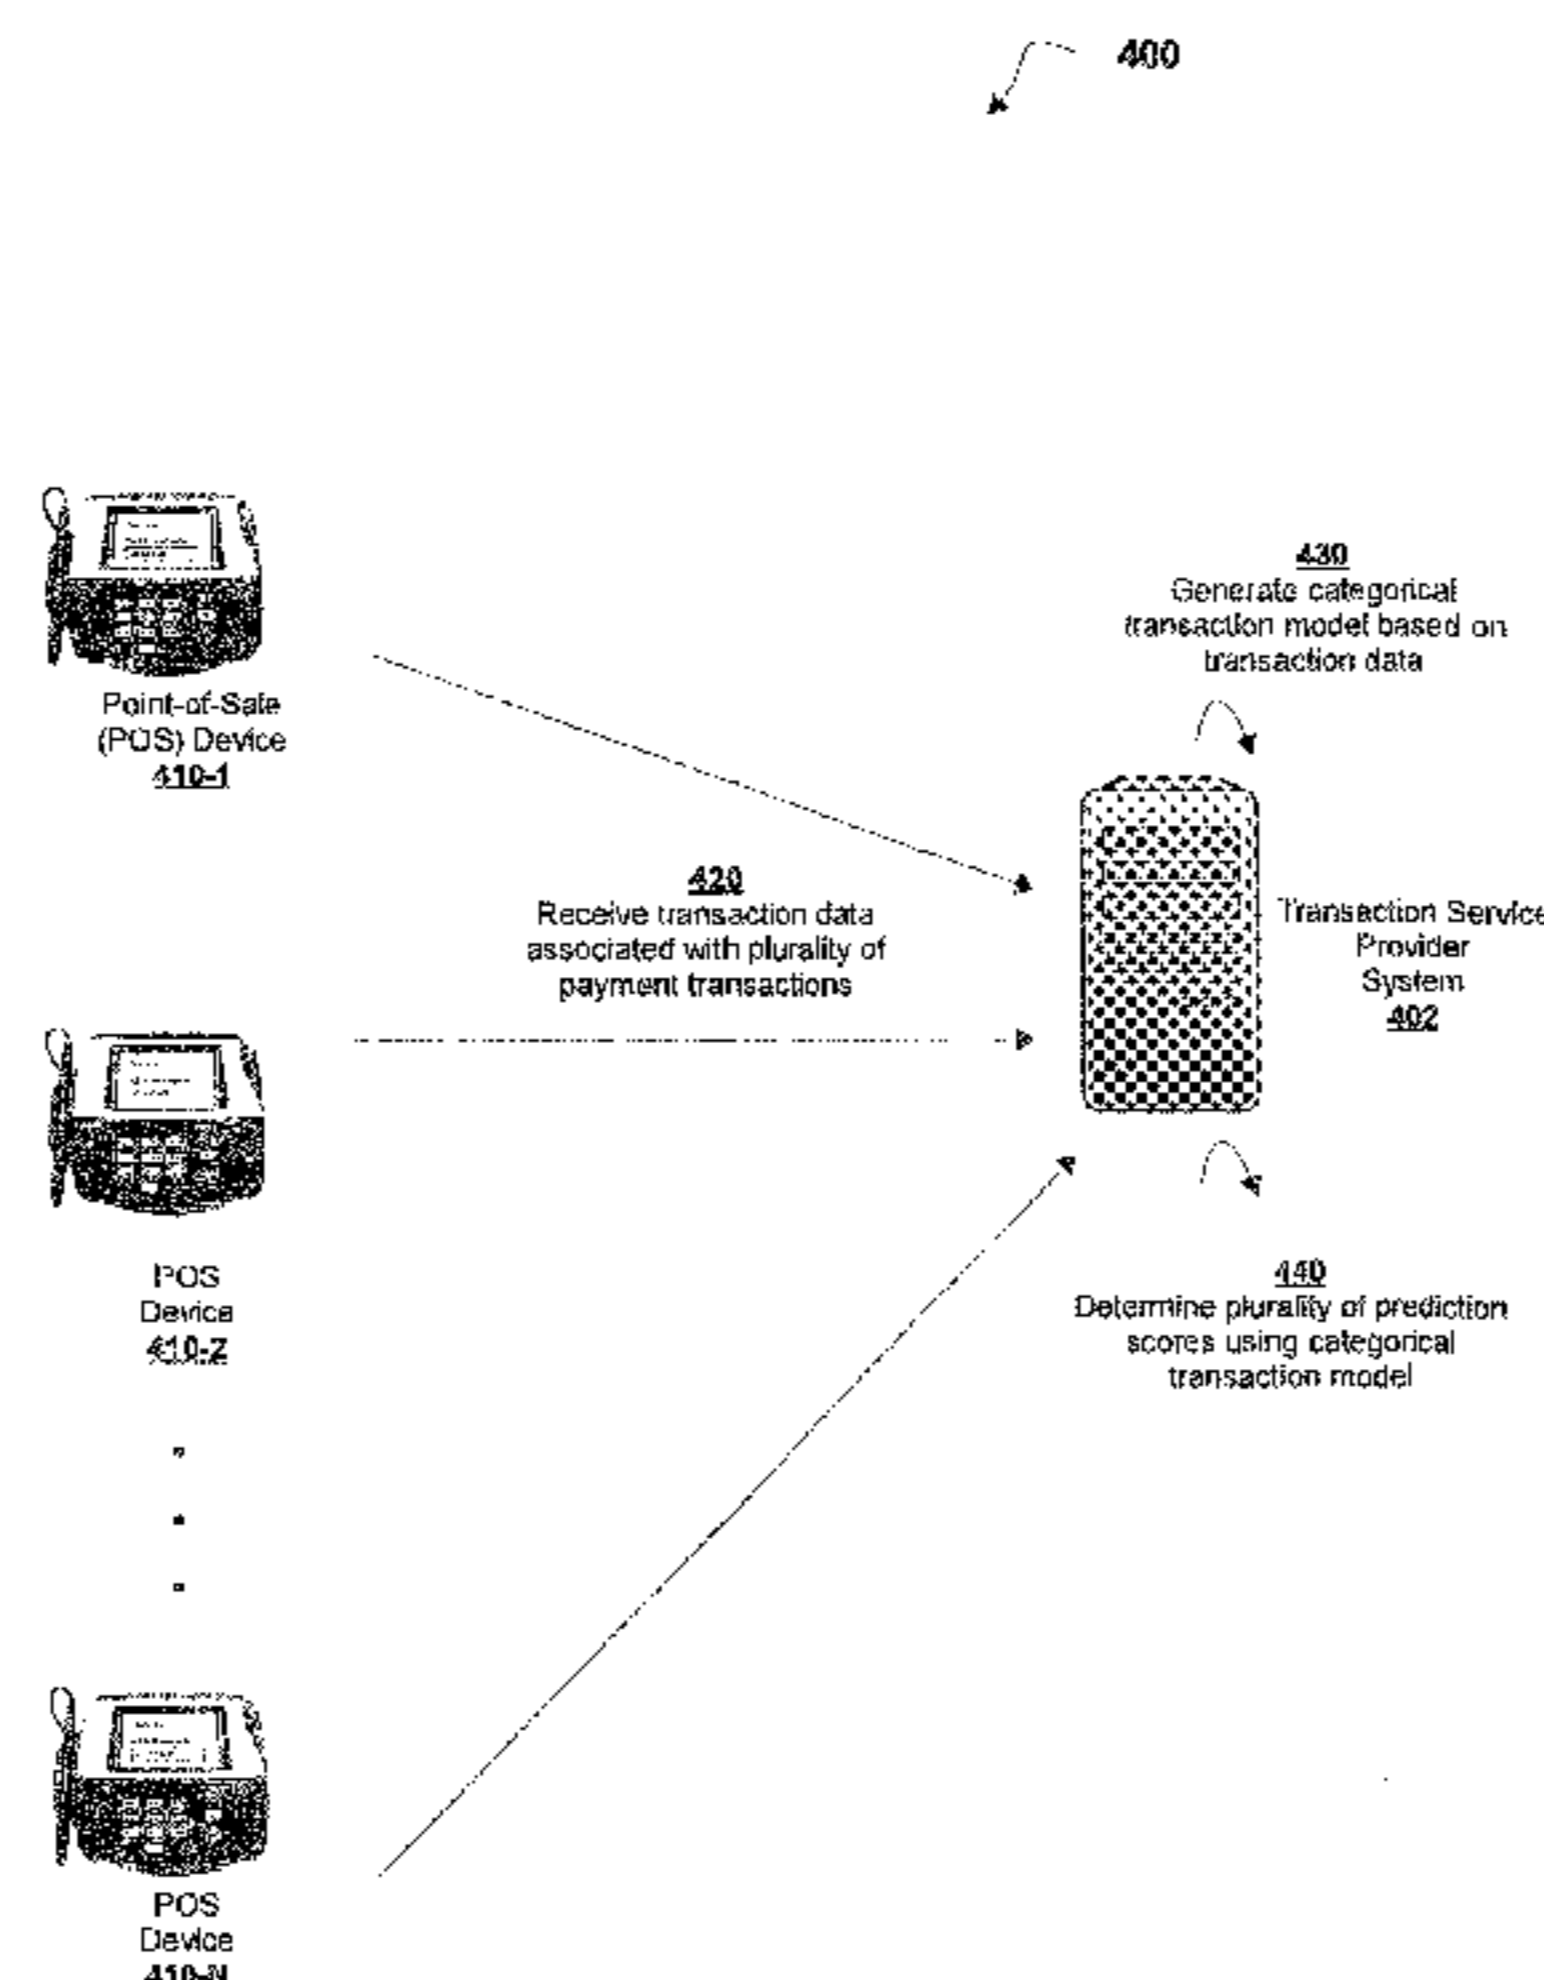 400
430
Generate categorical
transaction model based on
transaction data
Point-of-Sale
(POS) Device
410-1
420
Receive transaction data
associated with plurality of
payment transactions
Transaction Service
Provider
System
402
POS
Device
410-2
440
Determine plurality of prediction
scores using categorical
transaction model
POS
Device
410-N